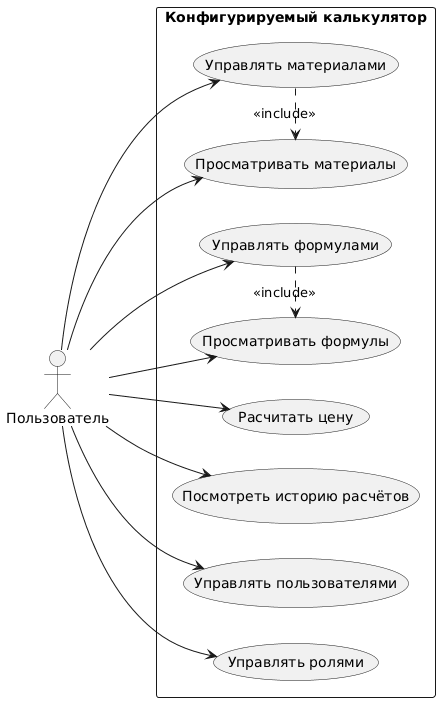 Конфигурируемый калькулятор
Управлять материалами
«include»
Просматривать материалы
Управлять формулами
«include»
Просматривать формулы
Пользователь
Расчитать цену
Посмотреть историю расчётов
Управлять пользователями
Управлять ролями